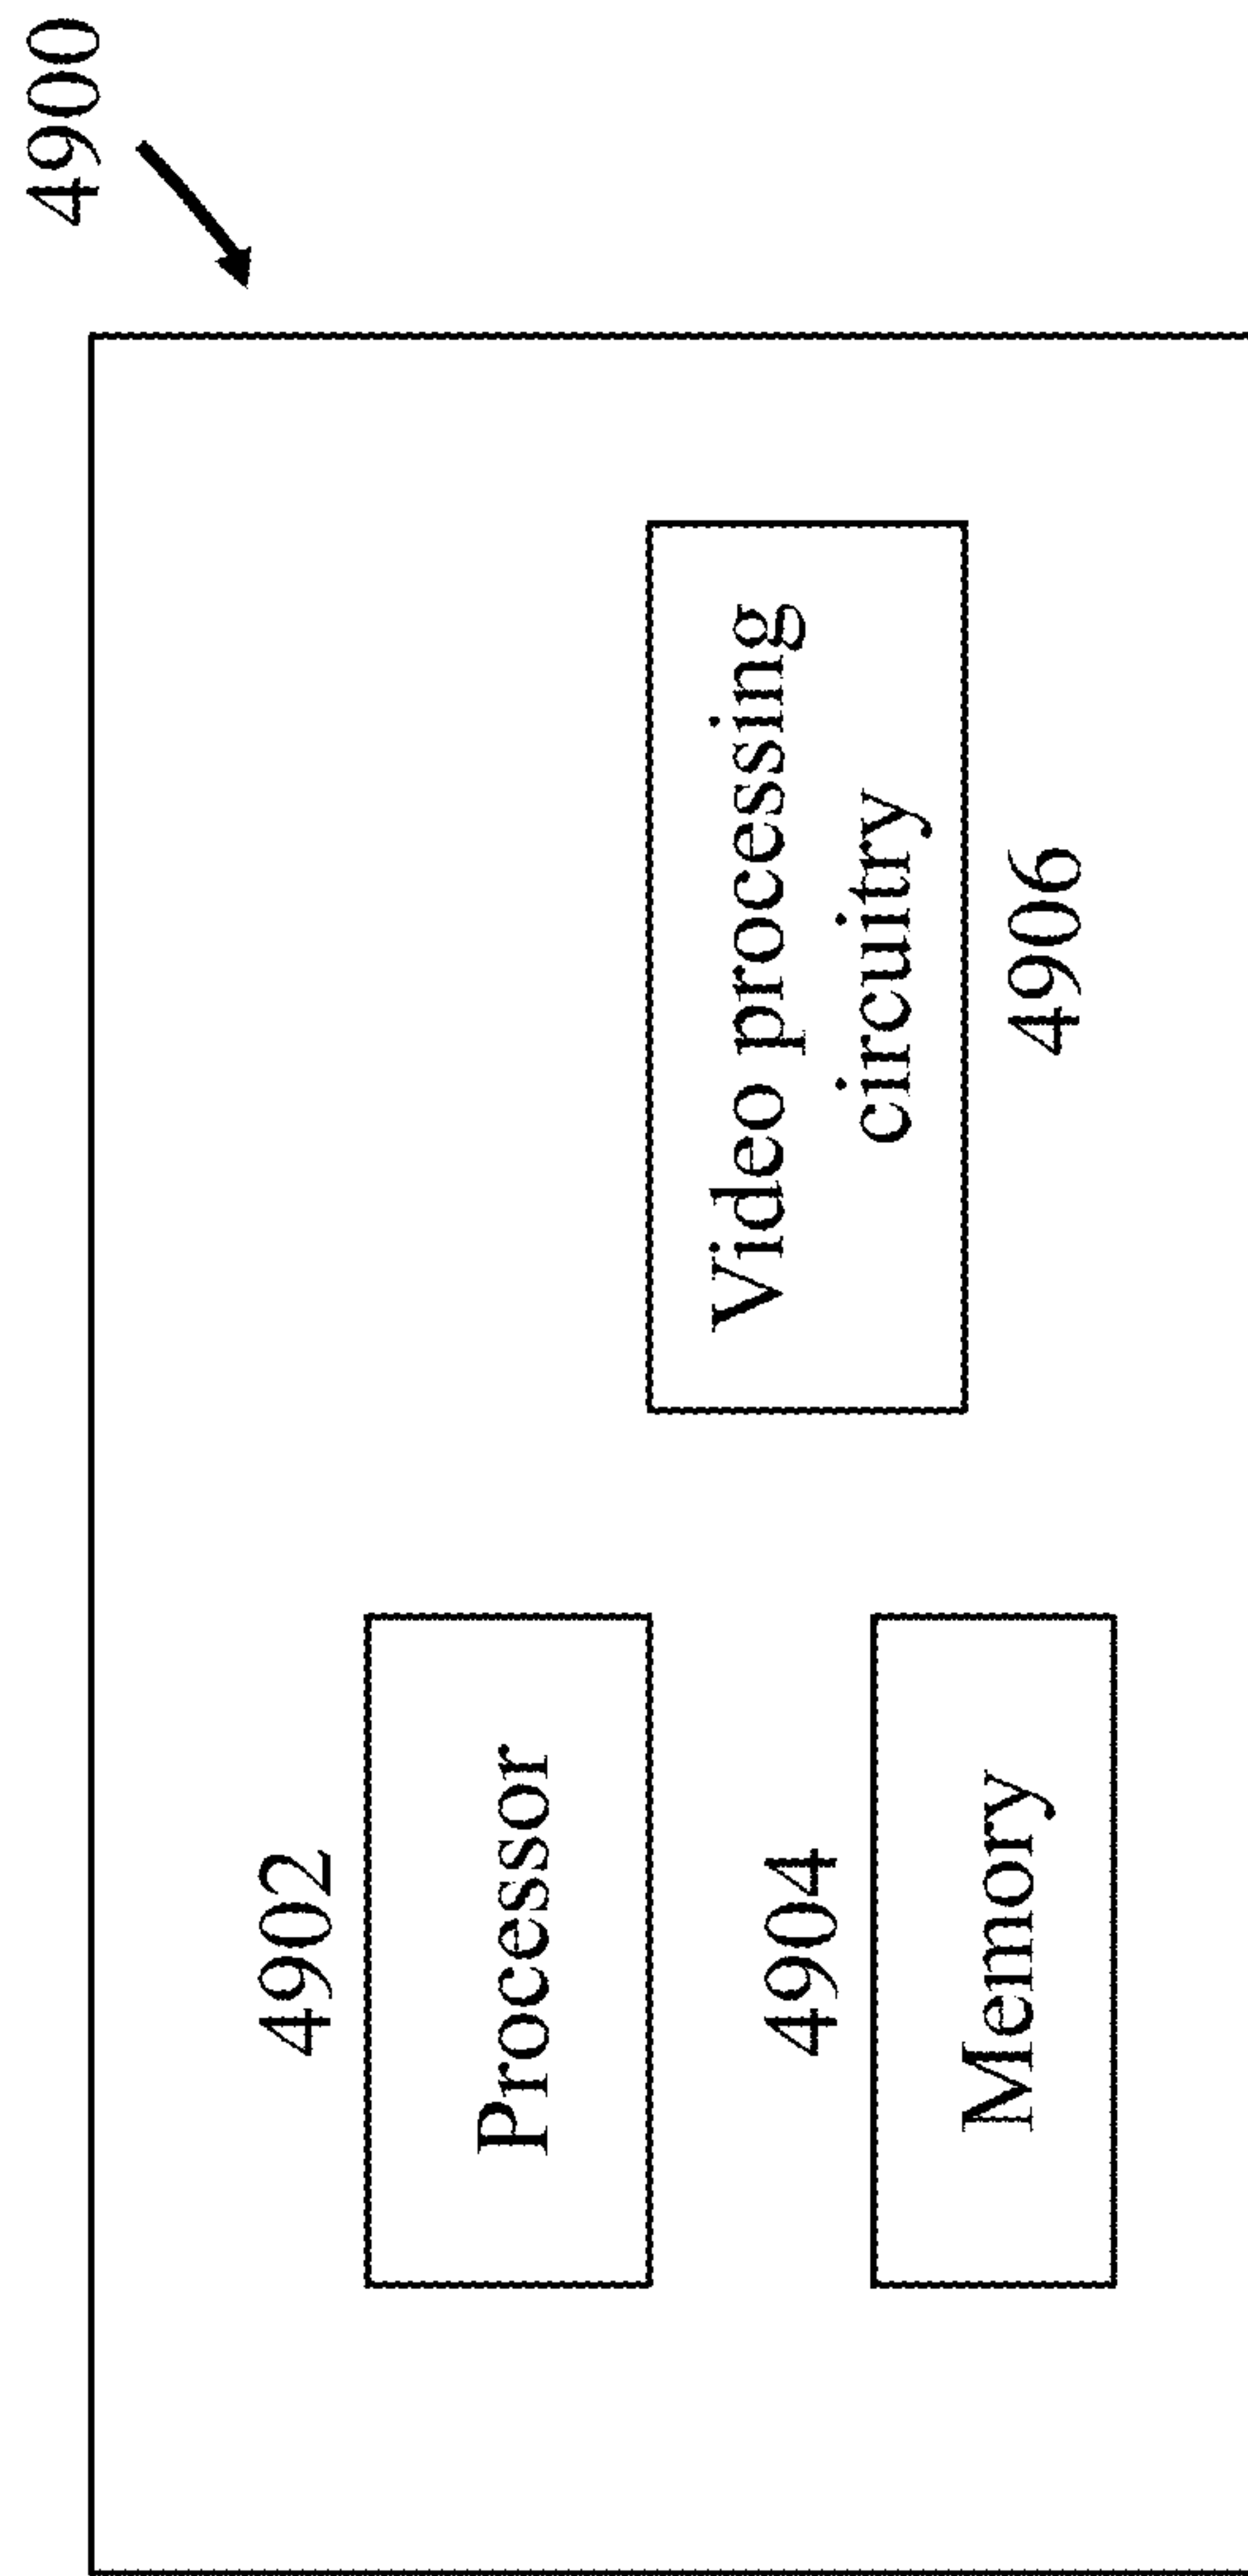 4900
4902
Processor
4904
Memory
Video processing
circuitry
4906